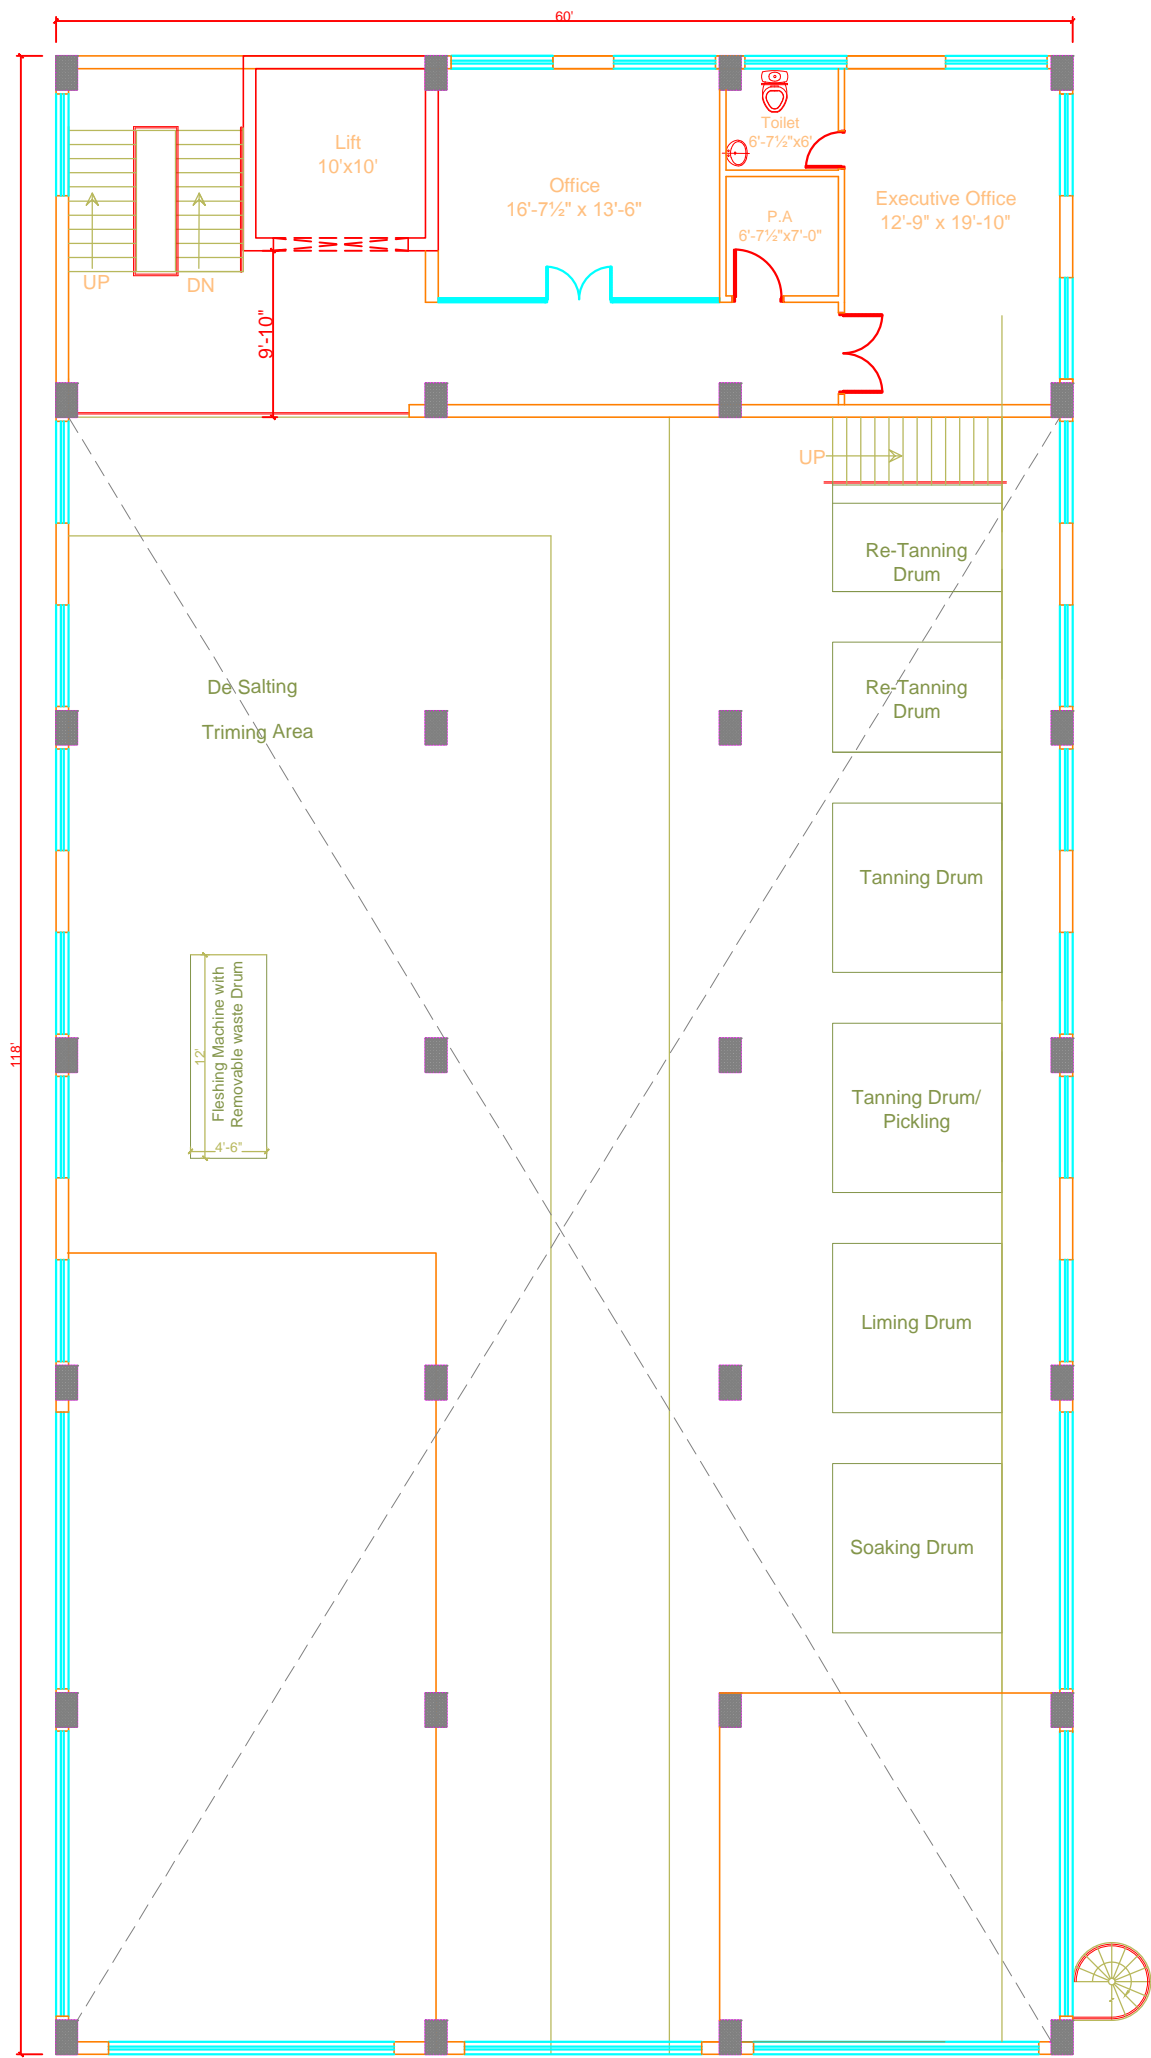 60'
Lift
10'x10'
Toilet
6'-7½"x6'
Office
16'-7½" x 13'-6"
Executive Office
12'-9" x 19'-10"
P.A
6'-7½"x7'-0"
UP
DN
9'-10"
UP
Re-Tanning
Drum
De Salting
Triming Area
Re-Tanning
Drum
Tanning Drum
118'
12'
Fleshing Machine with
Removable waste Drum
4'-6"
Tanning Drum/
Pickling
Liming Drum
Soaking Drum